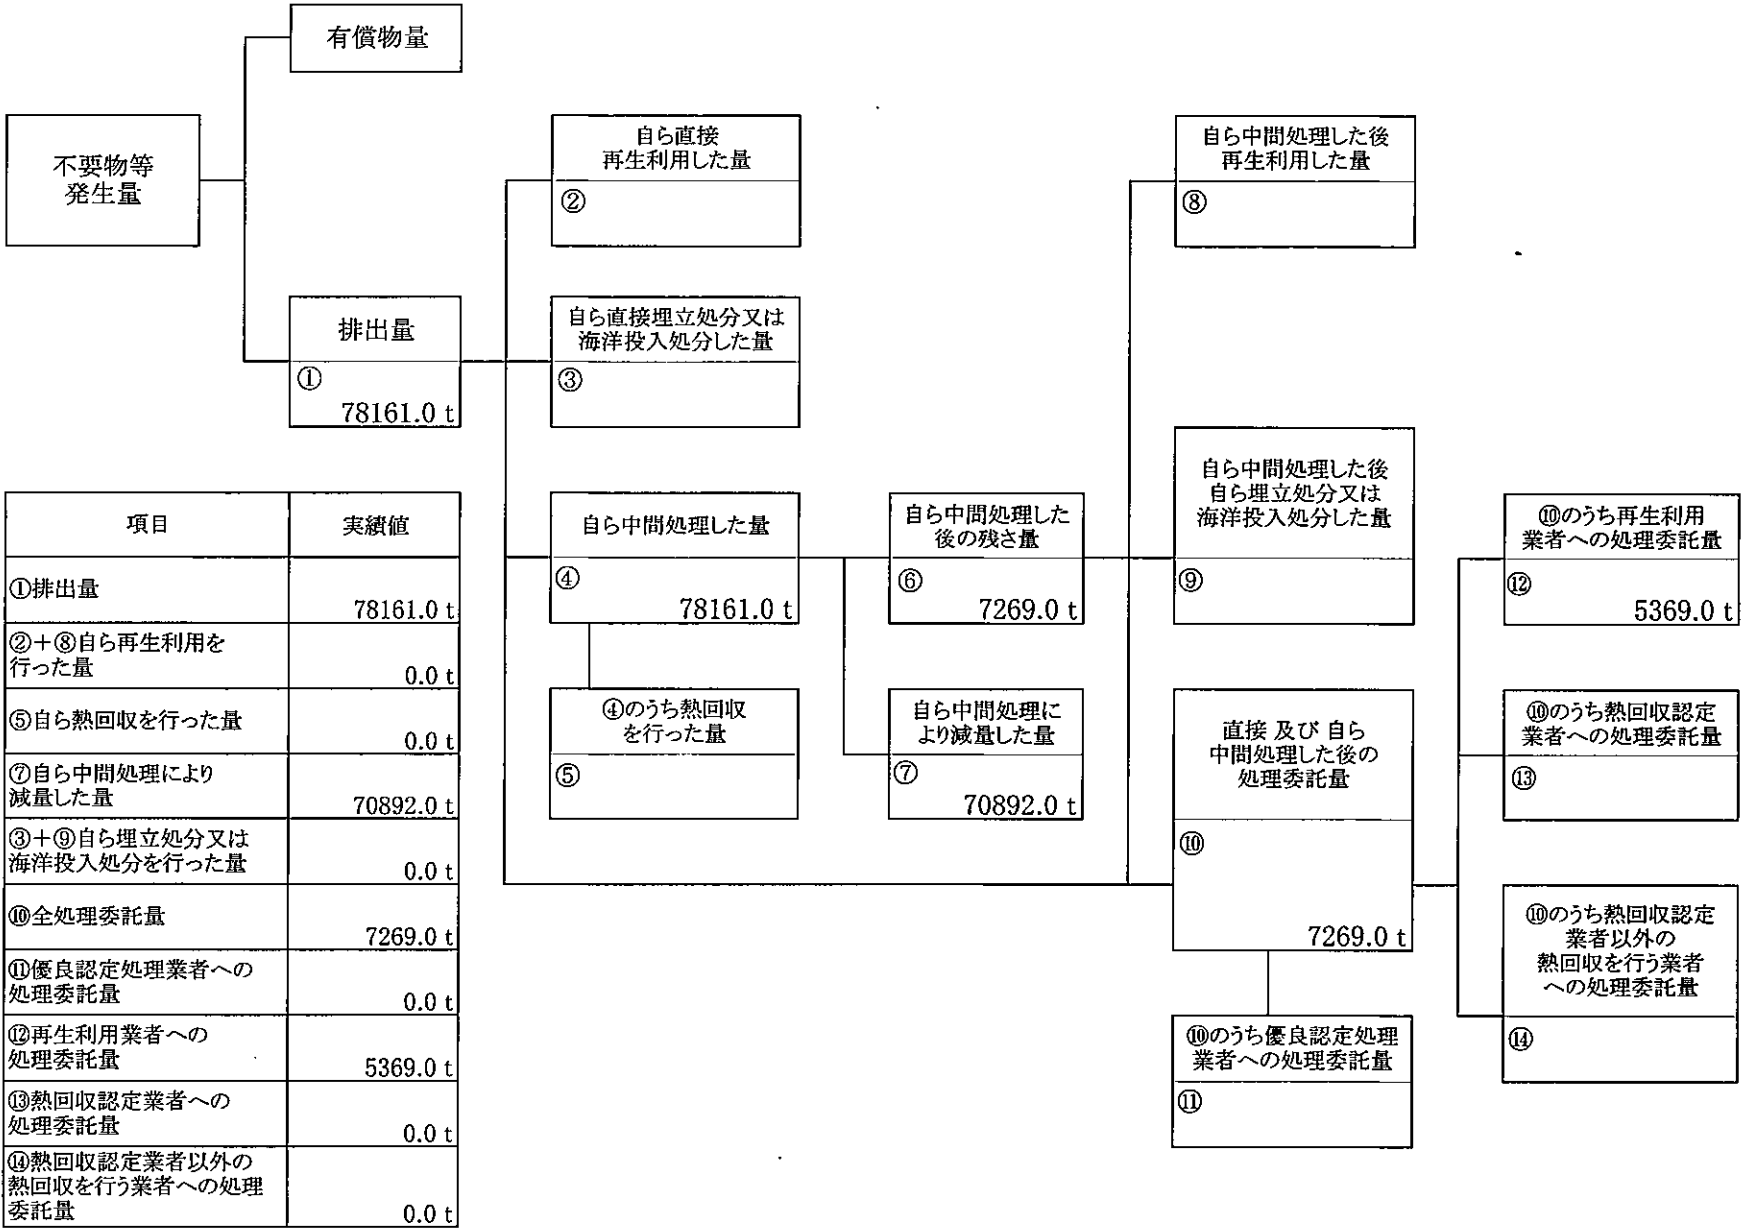 有償物量
不要物等
発生量
自ら直接
再生利用した量
②
自ら中間処理した後
再生利用した量
⑧
排出量
①
78161.0 t
自ら直接埋立処分又は
海洋投入処分した量
③
自ら中間処理した量
④
78161.0 t
自ら中間処理した
後の残さ量
⑥
7269.0 t
自ら中間処理した後
自ら埋立処分又は
海洋投入処分した量
⑨
⑩のうち再生利用
業者への処理委託量
⑫
5369.0 t
④のうち熱回収
を行った量
⑤
自ら中間処理に
より減量した量
⑦
70892.0 t
直接 及び 自ら
中間処理した後の
処理委託量
⑩
7269.0 t
⑩のうち熱回収認定
業者への処理委託量
⑬
⑩のうち熱回収認定
業者以外の
熱回収を行う業者
への処理委託量
⑭
⑩のうち優良認定処理
業者への処理委託量
⑪
項目 実績値
①排出量
78161.0 t
②+⑧自ら再生利用を
行った量
0.0 t
⑤自ら熱回収を行った量
0.0 t
⑦自ら中間処理により
減量した量
70892.0 t
③+⑨自ら埋立処分又は
海洋投入処分を行った量
0.0 t
⑩全処理委託量
7269.0 t
⑪優良認定処理業者への
処理委託量
0.0 t
⑫再生利用業者への
処理委託量
5369.0 t
⑬熱回収認定業者への
処理委託量
0.0 t
⑭熱回収認定業者以外の
熱回収を行う業者への処理
委託量
0.0 t